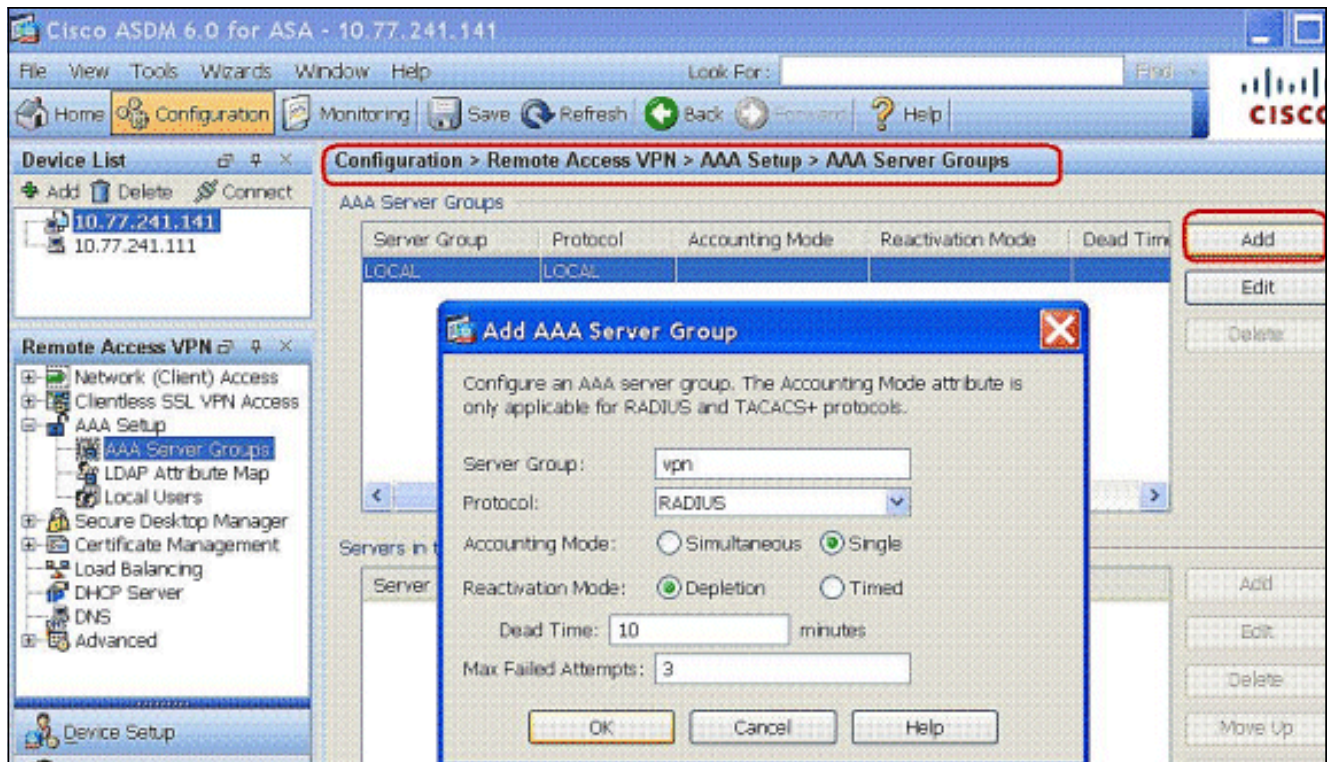 Cisco ASDM 6.0 for ASA - 10.77.241.141
File View Tools Wizards Window Help Look For: Find
Home Configuration Monitoring Save Refresh Back Forward Help
CISCO
Device List
Add Delete Connect
10.77.241.141
10.77.241.111
Configuration > Remote Access VPN > AAA Setup > AAA Server Groups
AAA Server Groups
Server Group Protocol Accounting Mode Reactivation Mode Dead Tim
LOCAL LOCAL
Add
Edit
Delete
Remote Access VPN
Network (Client) Access
Clientless SSL VPN Access
AAA Setup
AAA Server Groups
LDAP Attribute Map
Local Users
Secure Desktop Manager
Certificate Management
Load Balancing
DHCP Server
DNS
Advanced
Device Setup
Add AAA Server Group
Configure an AAA server group. The Accounting Mode attribute is
only applicable for RADIUS and TACACS+ protocols.
Server Group: vpn
Protocol: RADIUS
Accounting Mode: Simultaneous Single
Reactivation Mode: Depletion Timed
Dead Time: 10 minutes
Max Failed Attempts: 3
OK Cancel Help
Servers in t
Server
Add
Edit
Delete
Move Up